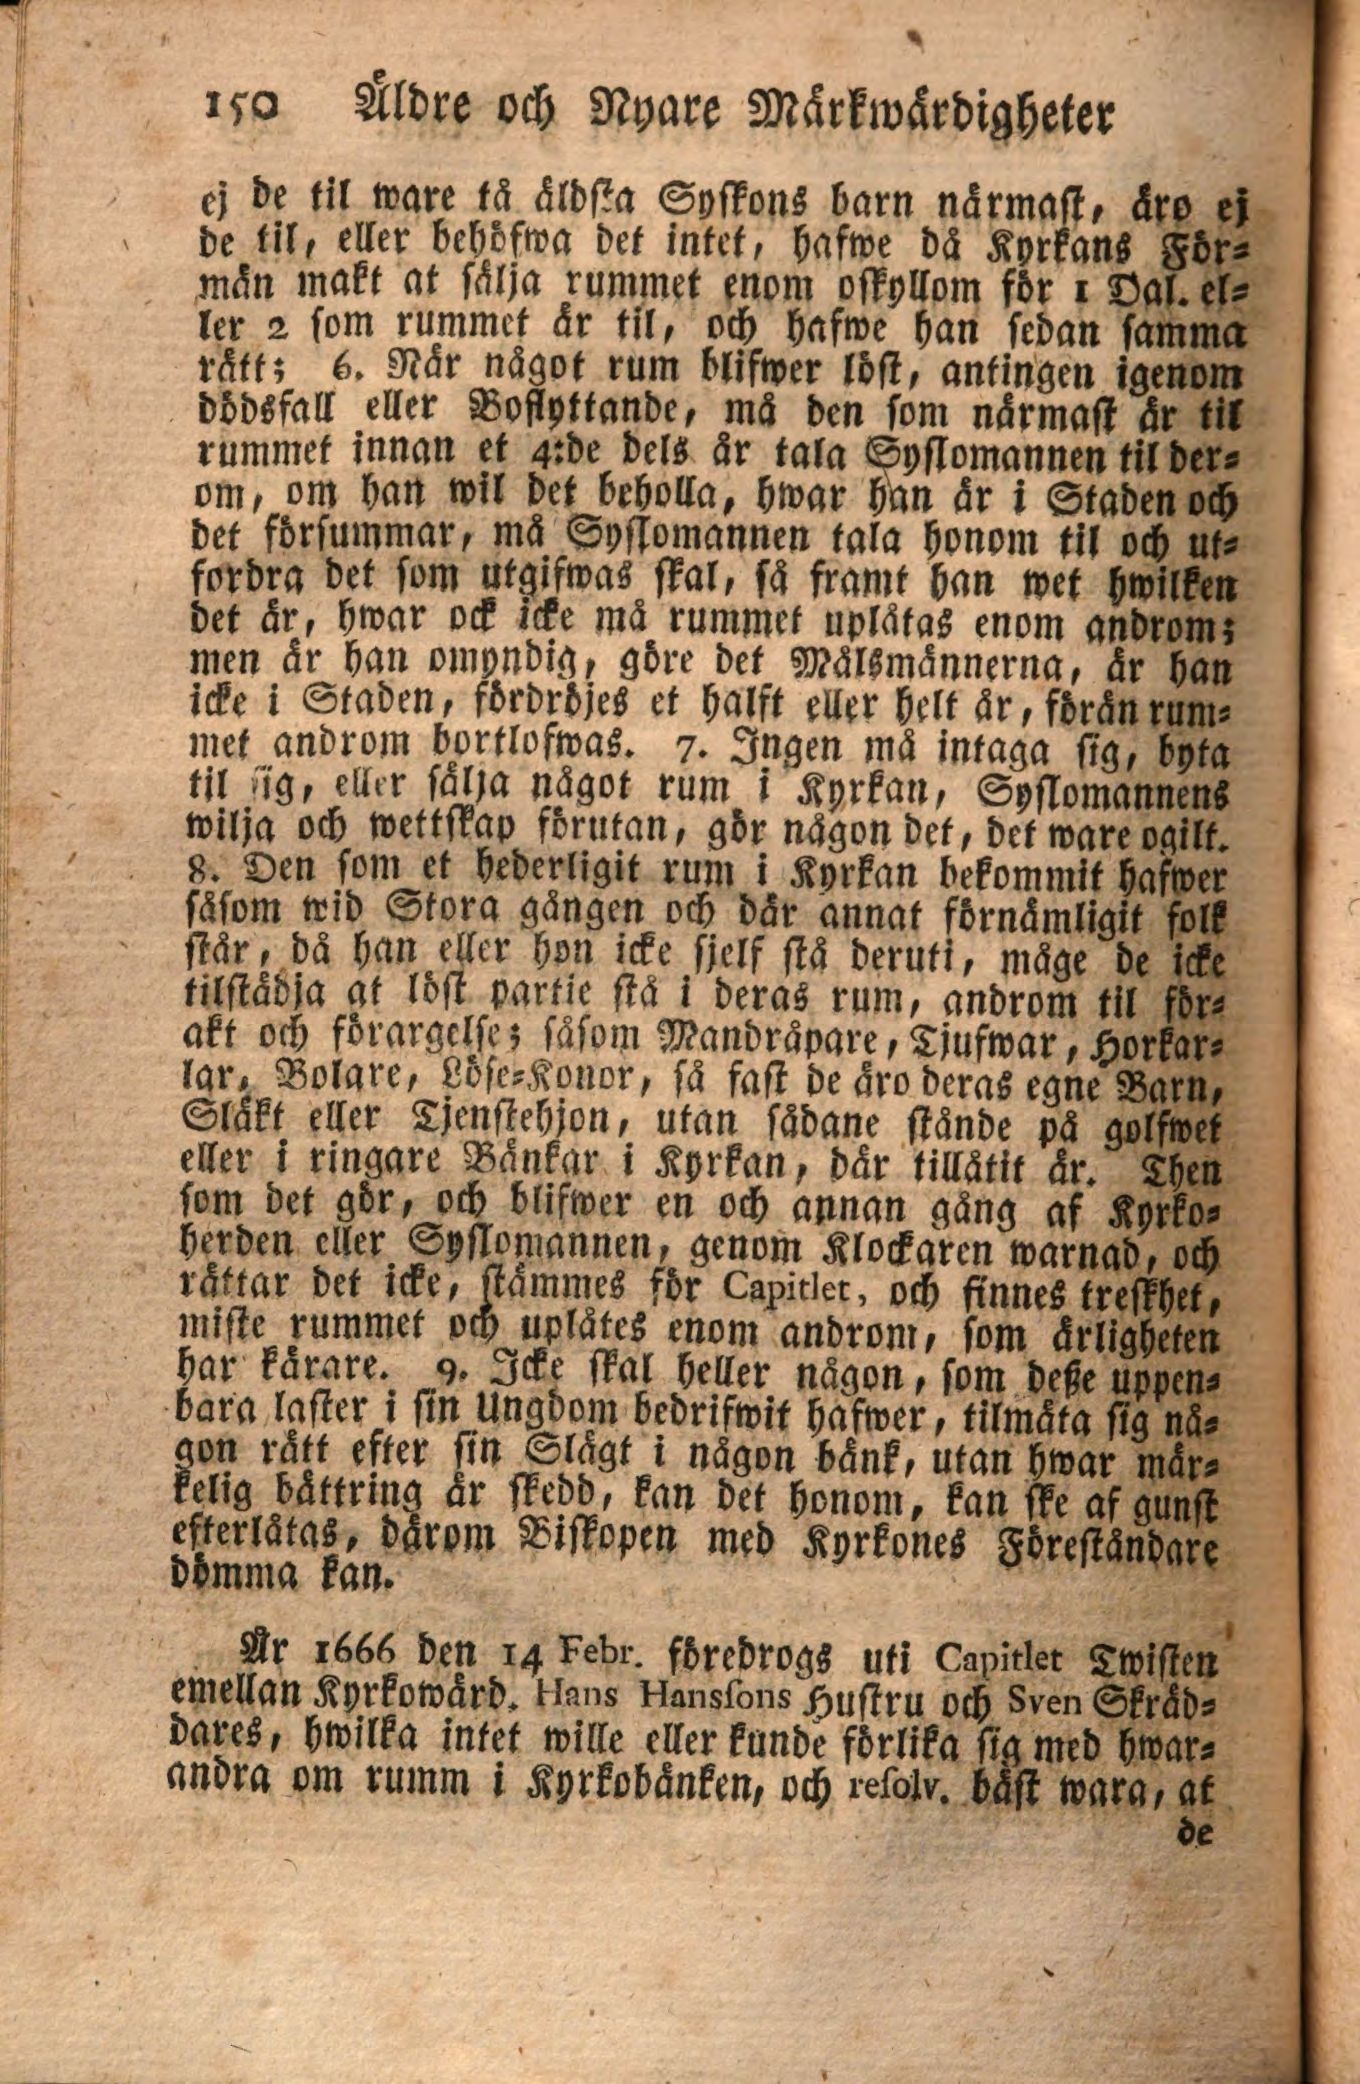 150 Äldre och Nyare Märkwärdigheter
ej de til ware få äldsta Syskons barn närmast, äro ej
de til, eller behöfwa det intet, hafwe då Kyrkans För-
män makt at sälja rummet enom oskyllom för 1 Dal. el-
ler 2 som rummet är til, och hafwe han sedan samma
rätt; 6. När något rum blifwer löst, antingen igenom
dödsfall eller Boflyttande, må den som närmast är til
rummet innan et 4:de dels år tala Syslomannen til der-
om, om han wil det beholla, hwar han är i Staden och
det försummar, må Syslomannen tala honom til och ut-
fordra det som utgifwas skal, så framt han wet hwilken
det är, hwar ock icke må rummet uplåtas enom androm;
men är han omyndig, göre det Målsmännerna, är han
icke i Staden, fördröjes et halft eller helt år, förän rum-
met androm bortlofwas. 7. Ingen må intaga sig, byta
til sig, eller sälja något rum i Kyrkan, Syslomannens
wilja och wettskap förutan, gör någon det, det ware ogilt.
8. Den som et hederligit rum i Kyrkan bekommit hafwer
såsom wid Stora gången och där annat förnämligit folk
står, då han eller hon icke sjelf stå deruti, måge de icke
tilstädja at löst partie stå i deras rum, androm til för-
akt och förargelse; såsom Mandråpare, Tjufwar, Horkar-
lar, Bolare, Löse-Konor, så fast de äro deras egne Barn,
Släkt eller Tjenstehjon, utan sådane stånde på golfwet
eller i ringare Bänkar i Kyrkan, där tillåtit är. Then
som det gör, och blifwer en och annan gång af Kyrko-
herden eller Syslomannen, genom Klockaren warnad, och
rättar det icke, stämmes för Capitlet, och finnes treskhet,
miste rummet och uplåtes enom androm, som ärligheten
har kärare. 9. Icke skal heller någon, som deße uppen-
bara laster i sin Ungdom bedrifwit hafwer, tilmäta sig nå-
gon rätt efter sin Slägt i någon bänk, utan hwar mär-
kelig bättring är skedd, kan det honom, kan ske af gunst
efterlåtas, därom Biskopen med Kyrkones Föreståndare
dömma kan.
År 1666 den 14 Febr. föredrogs uti Capitlet Twisten
emellan Kyrkowärd. Hans Hanssons Hustru och Sven Skräd-
dares, hwilka intet wille eller kunde förlika sig med hwar-
andra om rumm i Kyrkobänken, och resolv. bäst wara, at
de